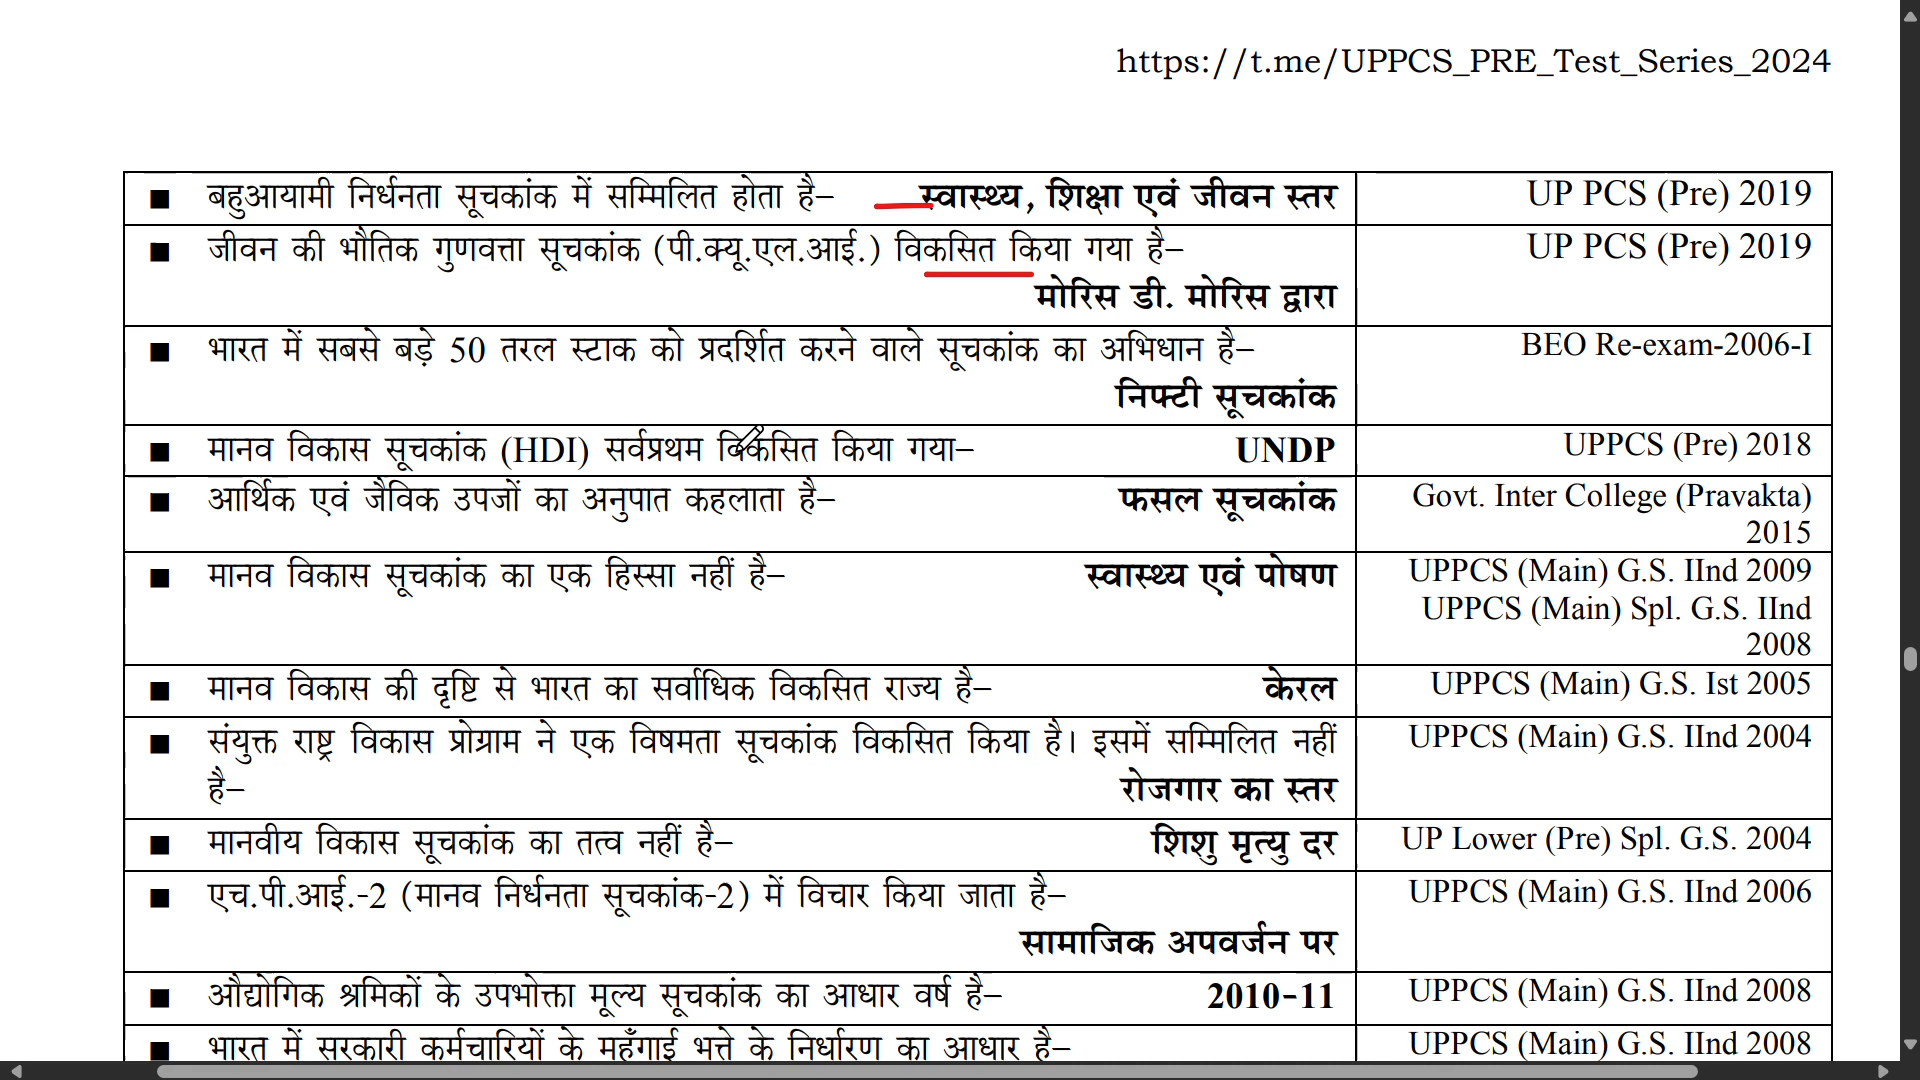 https://t.me/UPPCS_PRE_Test_Series_2024
■ बहुआयामी निर्धनता सूचकांक में सम्मिलित होता है– स्वास्थ्य, शिक्षा एवं जीवन स्तर UP PCS (Pre) 2019
■ जीवन की भौतिक गुणवत्ता सूचकांक (पी.क्यू.एल.आई.) विकसित किया गया है– UP PCS (Pre) 2019
मोरिस डी. मोरिस द्वारा
■ भारत में सबसे बड़े 50 तरल स्टाक को प्रदर्शित करने वाले सूचकांक का अभिधान है– BEO Re-exam-2006-I
निफ्टी सूचकांक
■ मानव विकास सूचकांक (HDI) सर्वप्रथम विकसित किया गया– UNDP UPPCS (Pre) 2018
■ आर्थिक एवं जैविक उपजों का अनुपात कहलाता है– फसल सूचकांक Govt. Inter College (Pravakta)
2015
■ मानव विकास सूचकांक का एक हिस्सा नहीं है– स्वास्थ्य एवं पोषण UPPCS (Main) G.S. IInd 2009
UPPCS (Main) Spl. G.S. IInd
2008
■ मानव विकास की दृष्टि से भारत का सर्वाधिक विकसित राज्य है– केरल UPPCS (Main) G.S. Ist 2005
■ संयुक्त राष्ट्र विकास प्रोग्राम ने एक विषमता सूचकांक विकसित किया है। इसमें सम्मिलित नहीं UPPCS (Main) G.S. IInd 2004
है– रोजगार का स्तर
■ मानवीय विकास सूचकांक का तत्व नहीं है– शिशु मृत्यु दर UP Lower (Pre) Spl. G.S. 2004
■ एच.पी.आई.-2 (मानव निर्धनता सूचकांक-2) में विचार किया जाता है– UPPCS (Main) G.S. IInd 2006
सामाजिक अपवर्जन पर
■ औद्योगिक श्रमिकों के उपभोक्ता मूल्य सूचकांक का आधार वर्ष है– 2010-11 UPPCS (Main) G.S. IInd 2008
■ भारत में सरकारी कर्मचारियों के महँगाई भत्ते के निर्धारण का आधार है– UPPCS (Main) G.S. IInd 2008